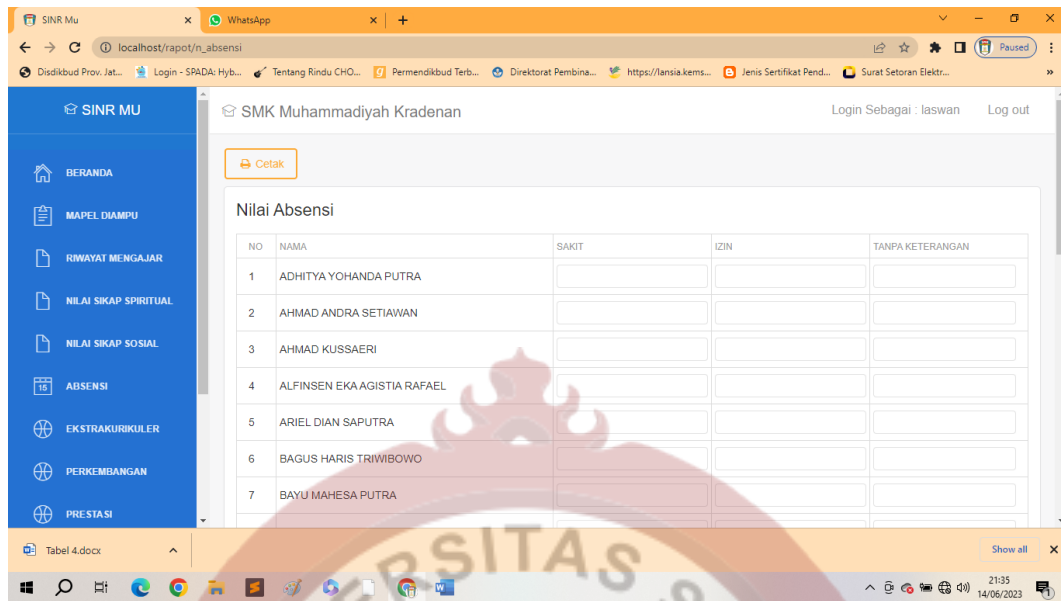 SINR Mu
WhatsApp
localhost/rapot/n_absensi
Paused
Disdikbud Prov. Jat...
Login - SPADA: Hyb...
Tentang Rindu CHO...
Permendikbud Terb...
Direktorat Pembina...
https://lansia.kems...
Jenis Sertifikat Pend...
Surat Setoran Elektr...
SINR MU
SMK Muhammadiyah Kradenan
Login Sebagai : laswan
Log out
BERANDA
MAPEL DIAMPU
RIWAYAT MENGAJAR
NILAI SIKAP SPIRITUAL
NILAI SIKAP SOSIAL
15 ABSENSI
EKSTRAKURIKULER
PERKEMBANGAN
PRESTASI
Cetak
Nilai Absensi
NO NAMA SAKIT IZIN TANPA KETERANGAN
1 ADHITYA YOHANDA PUTRA
2 AHMAD ANDRA SETIAWAN
3 AHMAD KUSSAERI
4 ALFINSEN EKA AGISTIA RAFAEL
5 ARIEL DIAN SAPUTRA
6 BAGUS HARIS TRIWIBOWO
7 BAYU MAHESA PUTRA
ERSITAS
Tabel 4.docx
Show all
21:35
14/06/2023